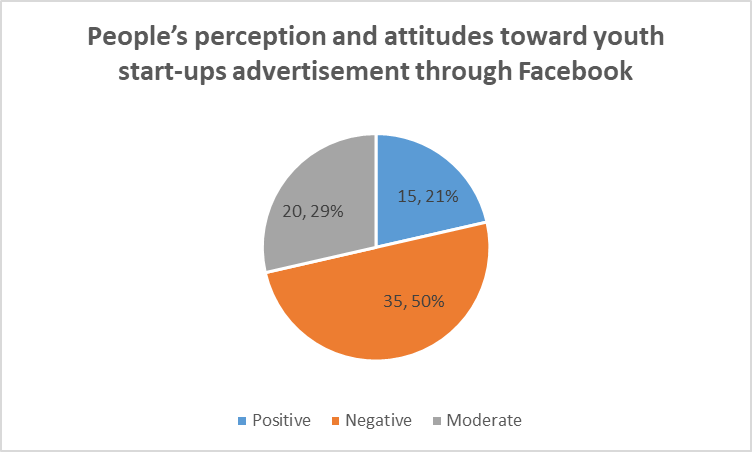 People’s perception and attitudes toward youth
start-ups advertisement through Facebook
20, 29%
15, 21%
35, 50%
Positive Negative Moderate